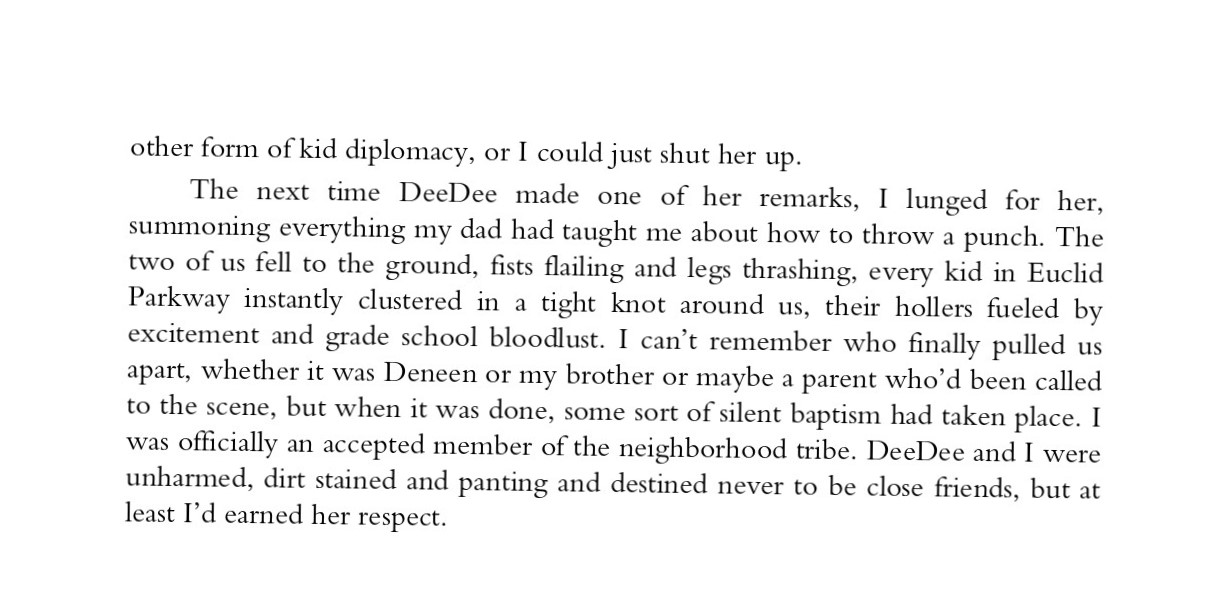 other form of kid diplomacy, or I could just shut her up.
The next time DeeDee made one of her remarks, I lunged for her,
summoning everything my dad had taught me about how to throw a punch. The
two of us fell to the ground, fists flailing and legs thrashing, every kid in Euclid
Parkway instantly clustered in a tight knot around us, their hollers fueled by
excitement and grade school bloodlust. I can’t remember who finally pulled us
apart, whether it was Deneen or my brother or maybe a parent who’d been called
to the scene, but when it was done, some sort of silent baptism had taken place. I
was officially an accepted member of the neighborhood tribe. DeeDee and I were
unharmed, dirt stained and panting and destined never to be close friends, but at
least I’d earned her respect.